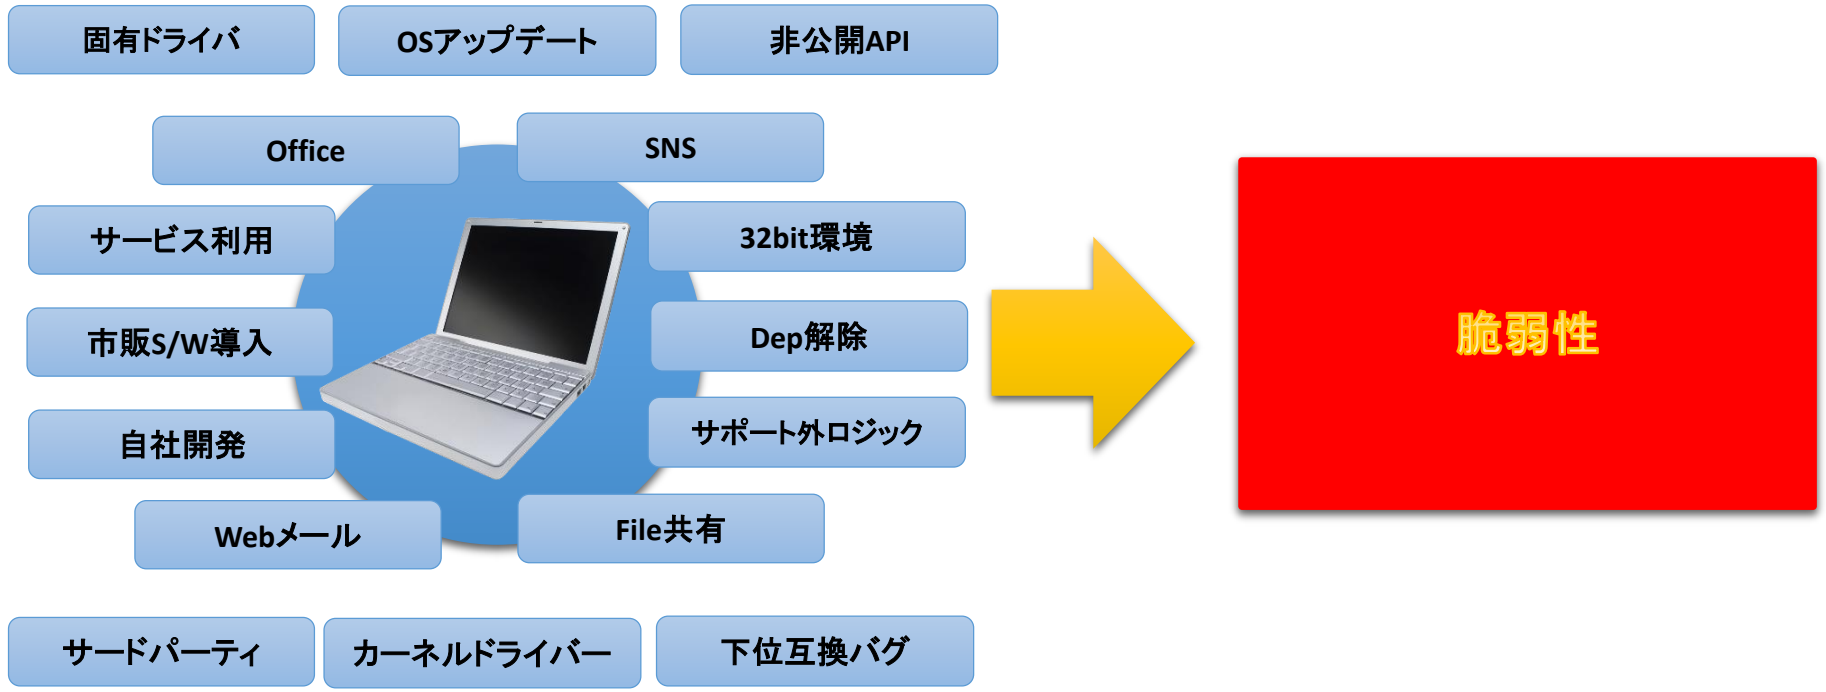 固有ドライバ
OSアップデート
非公開API
Office
SNS
サービス利用
32bit環境
市販S/W導入
Dep解除
脆弱性
自社開発
サポート外ロジック
Webメール
File共有
サードパーティ
カーネルドライバー
下位互換バグ